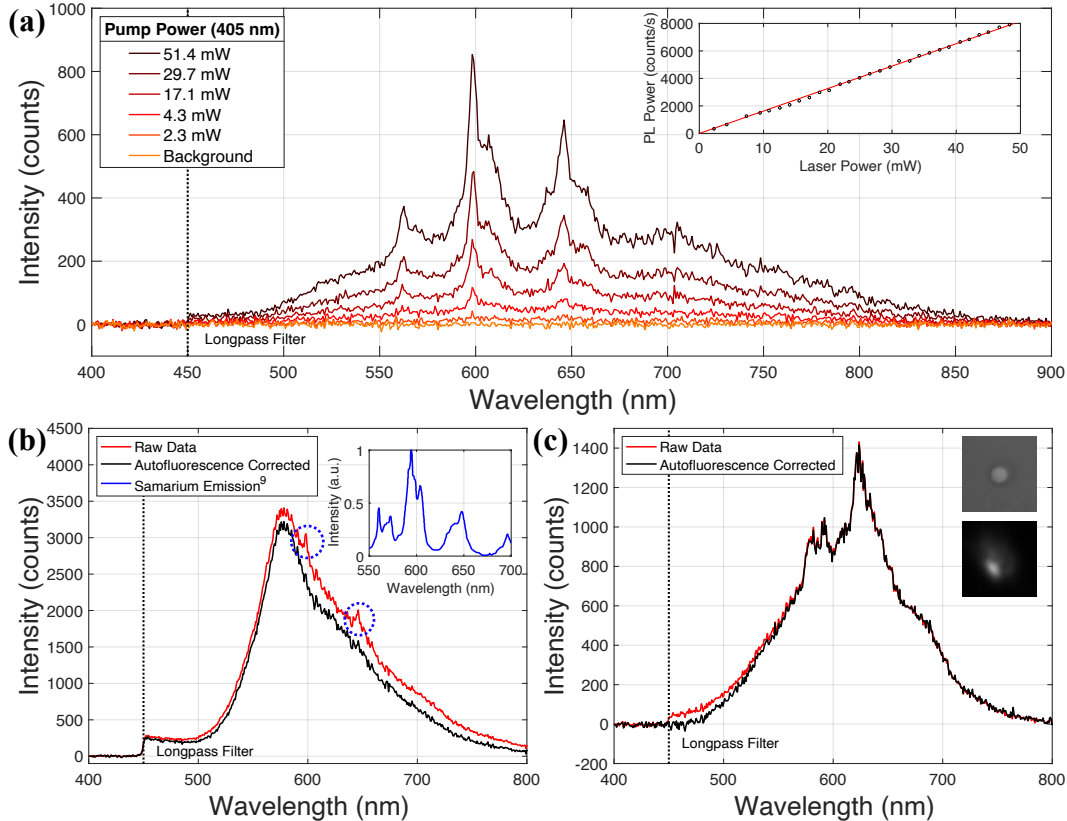 (a)
Pump Power (405 nm)
51.4 mW
29.7 mW
17.1 mW
4.3 mW
2.3 mW
Background
Intensity (counts)
1000
800
600
400
200
0
Longpass Filter
400 450 500 550 600 650 700 750 800 850 900
Wavelength (nm)
PL Power (counts/s)
8000
6000
4000
2000
0
0 10 20 30 40 50
Laser Power (mW)
(b)
Raw Data
Autofluorescence Corrected
Samarium Emission⁹
Intensity (counts)
4500
4000
3500
3000
2500
2000
1500
1000
500
0
Longpass Filter
400 500 600 700 800
Wavelength (nm)
Intensity (a.u.)
1
0.5
0
550 600 650 700
Wavelength (nm)
(c)
Raw Data
Autofluorescence Corrected
Intensity (counts)
1400
1200
1000
800
600
400
200
0
-200
Longpass Filter
400 500 600 700 800
Wavelength (nm)